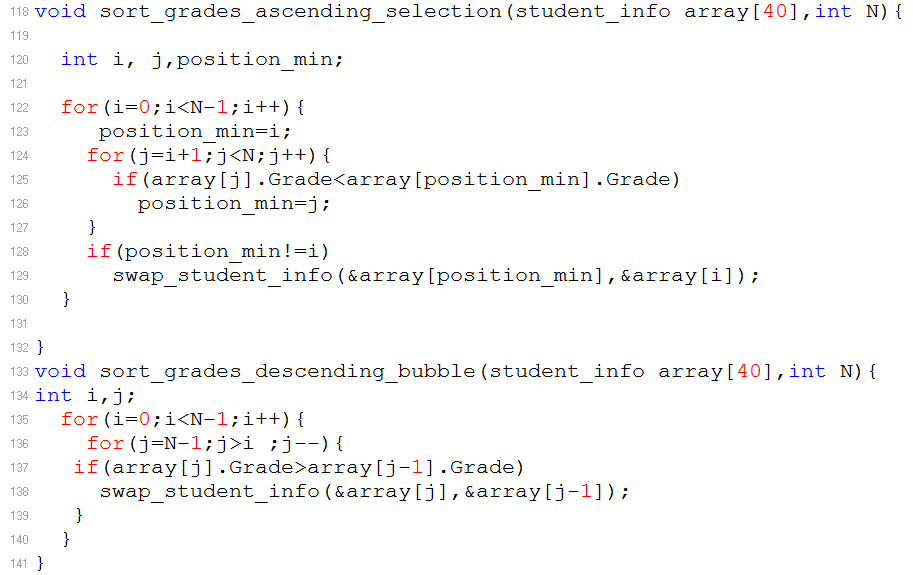 118 void sort_grades_ascending_selection(student_info array[40],int N){
119
120   int i, j,position_min;
121
122   for(i=0;i<N-1;i++){
123      position_min=i;
124     for(j=i+1;j<N;j++){
125       if(array[j].Grade<array[position_min].Grade)
126         position_min=j;
127     }
128     if(position_min!=i)
129       swap_student_info(&array[position_min],&array[i]);
130   }
131
132 }
133 void sort_grades_descending_bubble(student_info array[40],int N){
134 int i,j;
135   for(i=0;i<N-1;i++){
136     for(j=N-1;j>i ;j--){
137    if(array[j].Grade>array[j-1].Grade)
138      swap_student_info(&array[j],&array[j-1]);
139    }
140   }
141 }